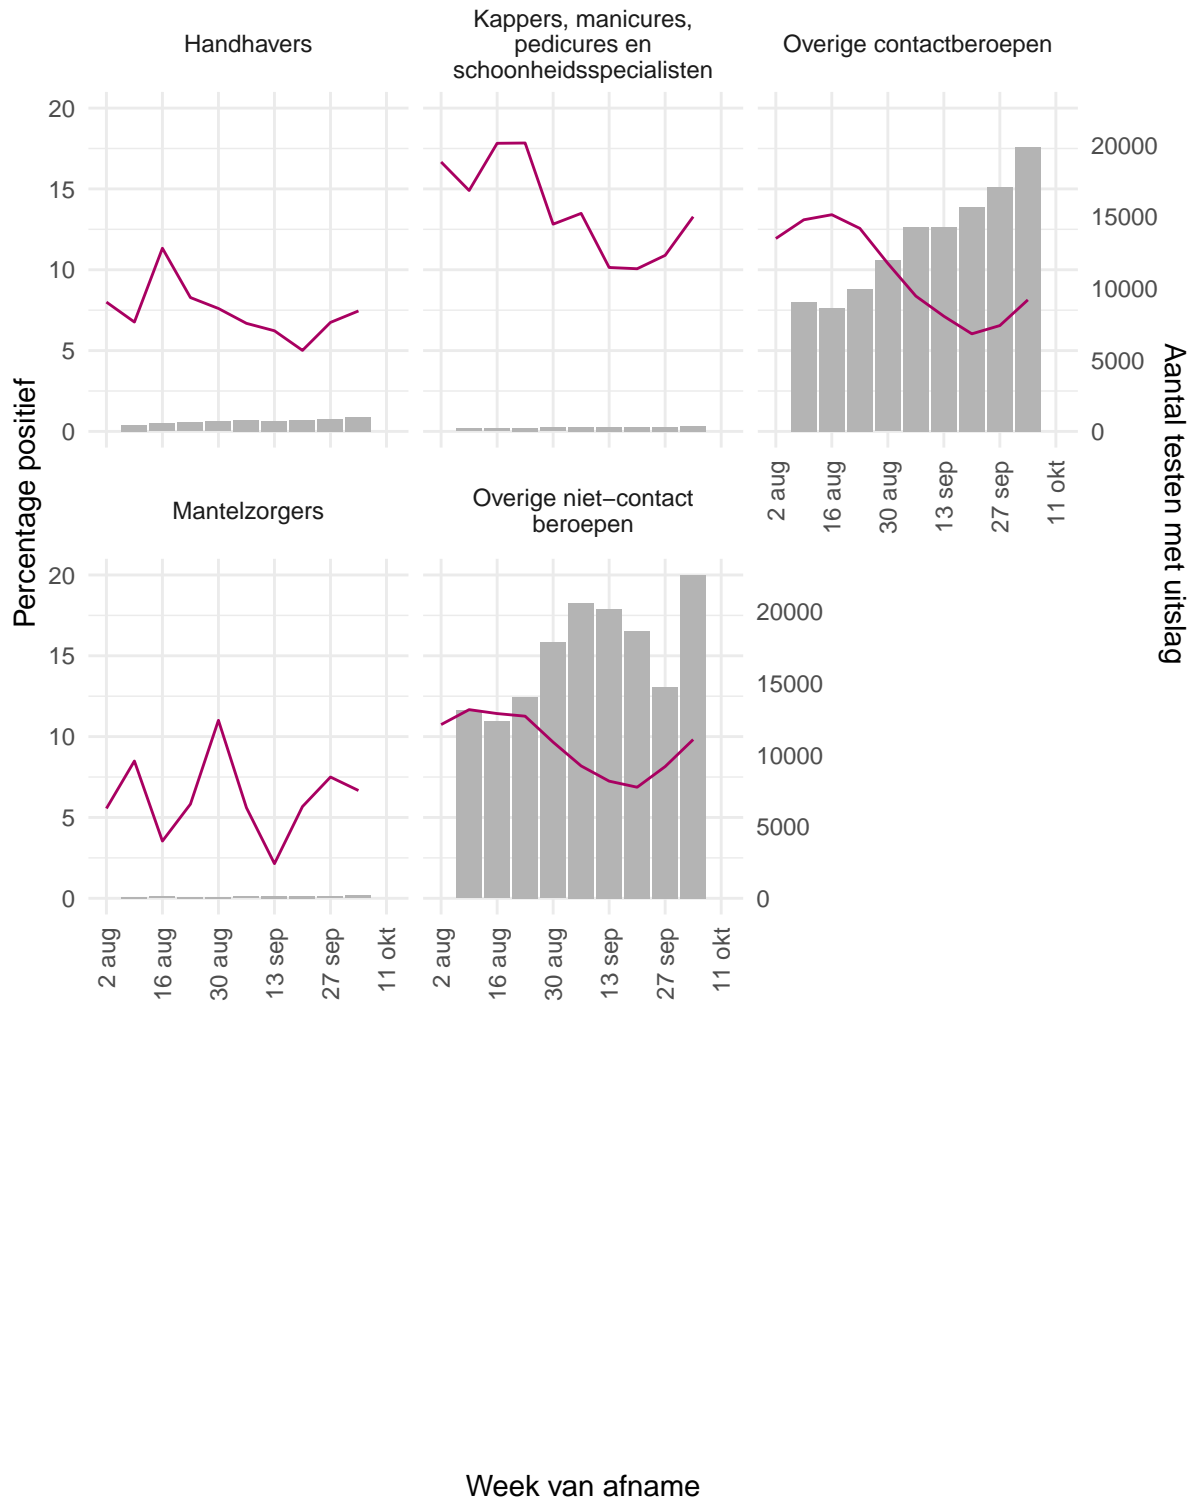 Handhavers
Kappers, manicures,
pedicures en
schoonheidsspecialisten
Overige contactberoepen
20
15
10
5
0
20000
15000
10000
5000
0
2 aug
16 aug
30 aug
13 sep
27 sep
11 okt
Percentage positief
Aantal testen met uitslag
Mantelzorgers
Overige niet−contact
beroepen
20
15
10
5
0
20000
15000
10000
5000
0
2 aug
16 aug
30 aug
13 sep
27 sep
11 okt
2 aug
16 aug
30 aug
13 sep
27 sep
11 okt
Week van afname